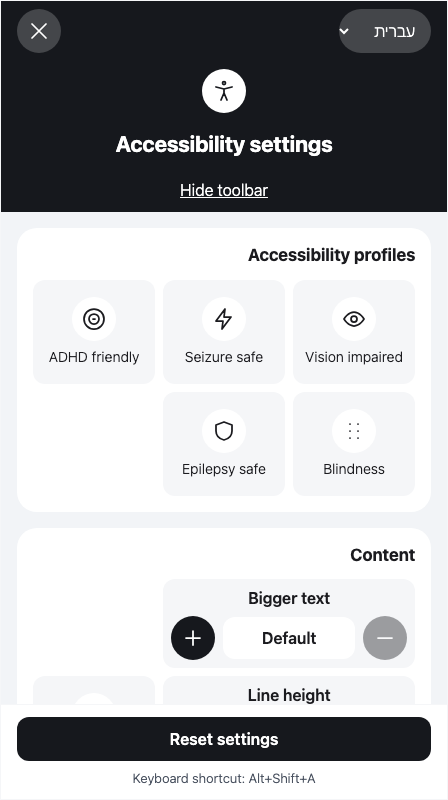 עברית
Accessibility settings
Hide toolbar
Accessibility profiles
Vision impaired
Seizure safe
ADHD friendly
Blindness
Epilepsy safe
Content
Bigger text
Default
Line height
Reset settings
Keyboard shortcut: Alt+Shift+A